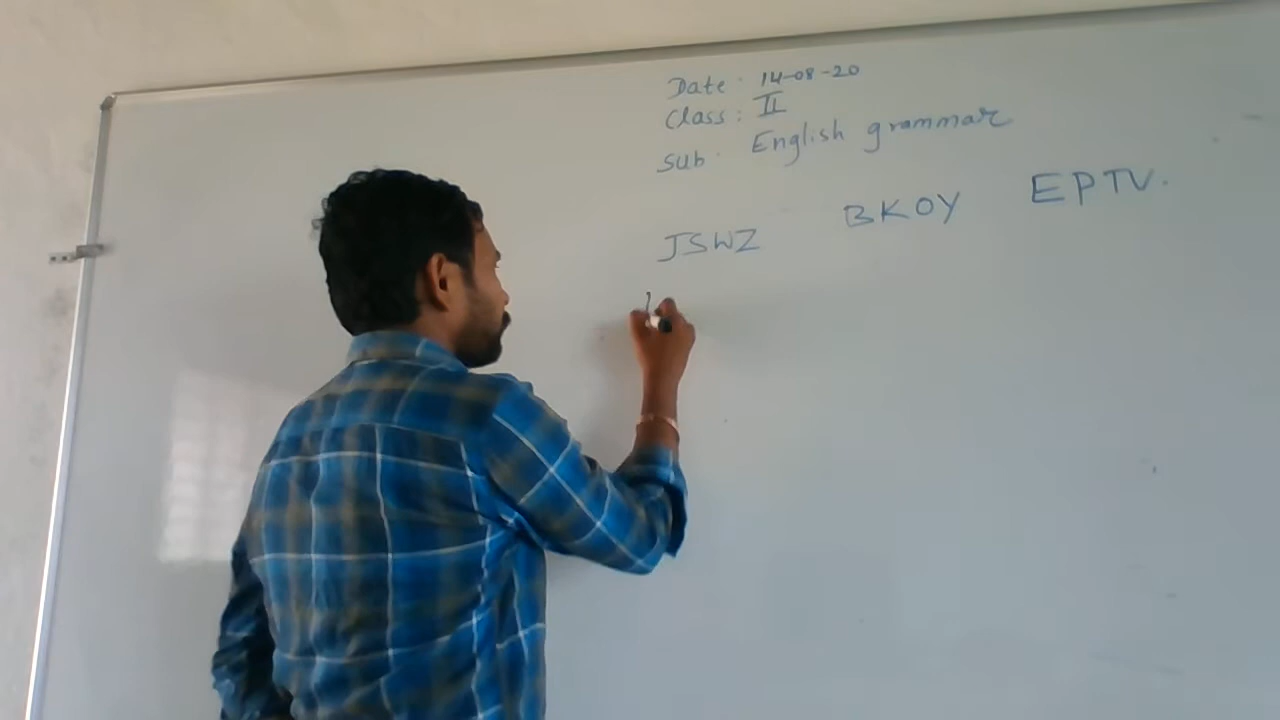 Date : 14-08-20
Class : II
Sub : English grammar
JSWZ BKOY EPTV.